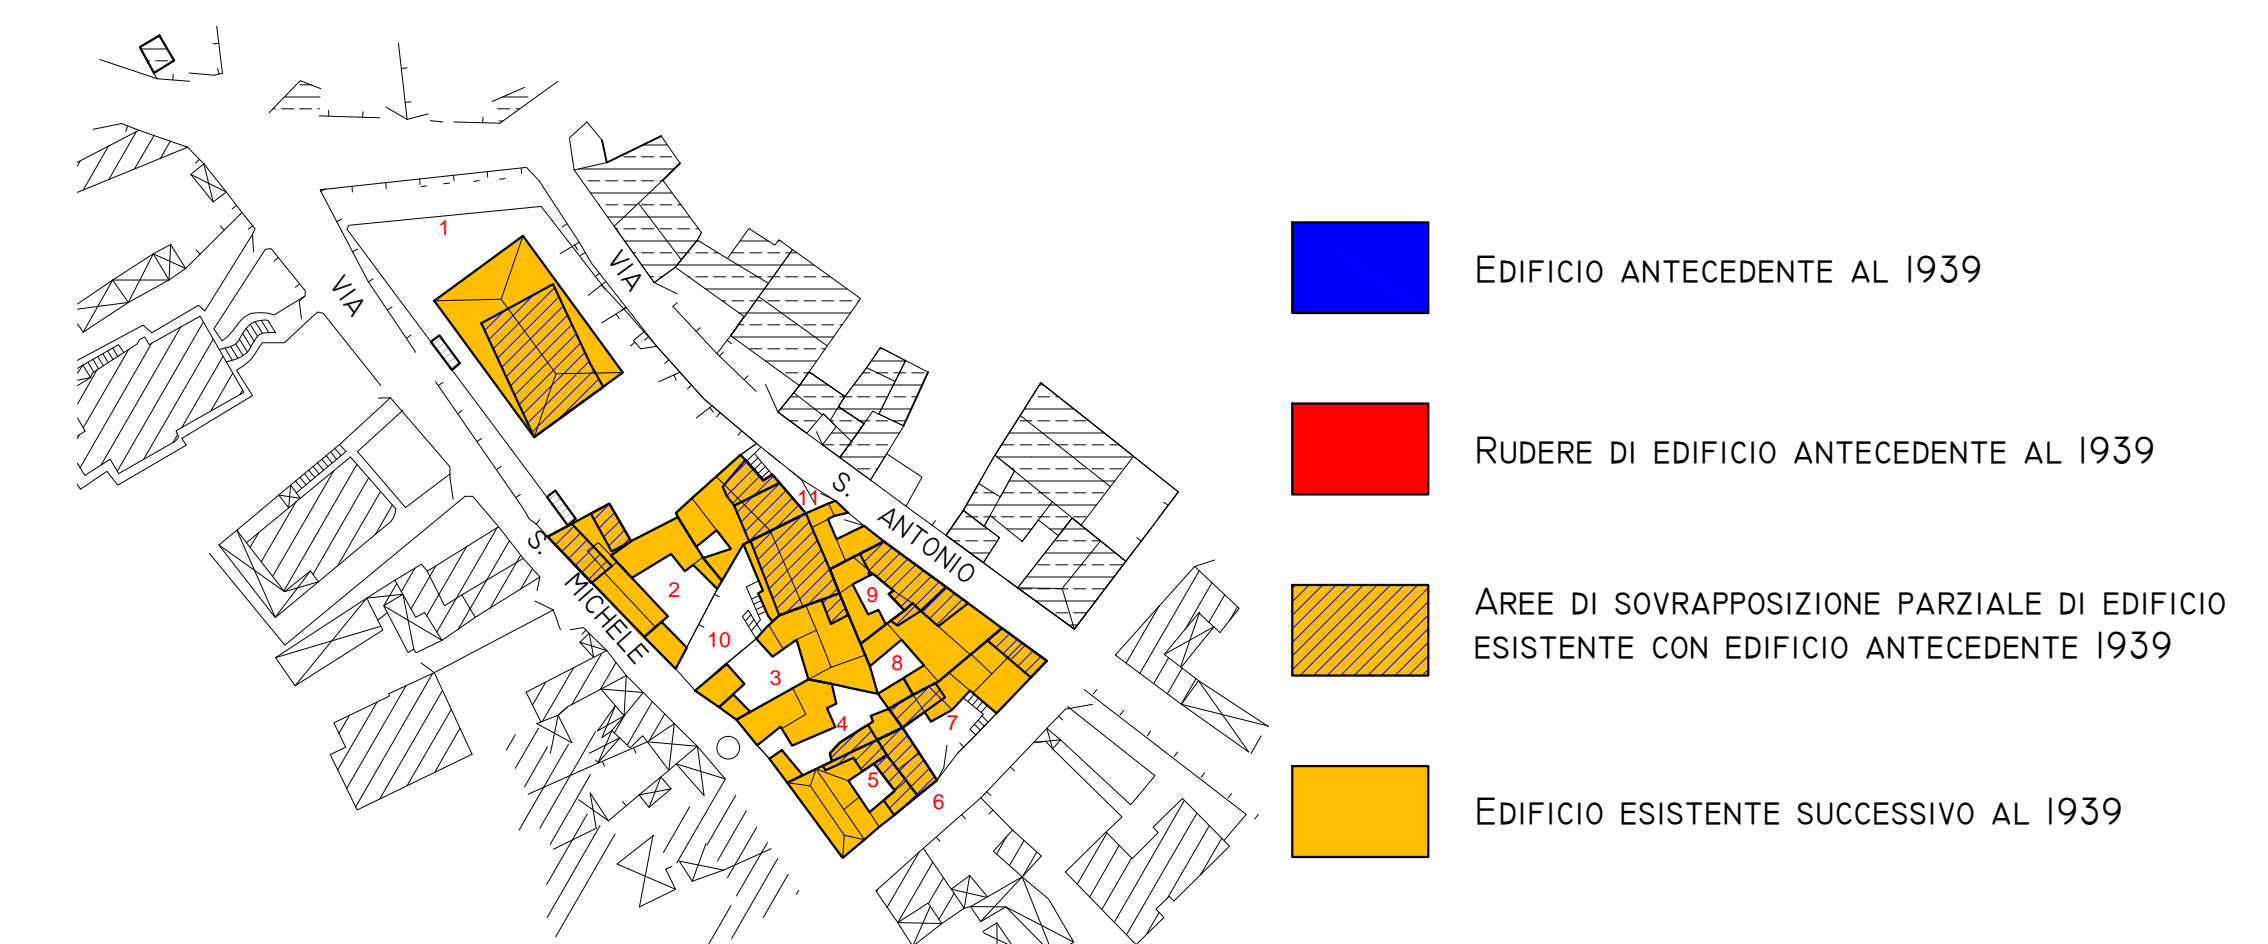 1
VIA
VIA
S.
ANTONIO
S.
MICHELE
11
2
9
10
3
8
4
7
5
6
EDIFICIO ANTECEDENTE AL 1939
RUDERE DI EDIFICIO ANTECEDENTE AL 1939
AREE DI SOVRAPPOSIZIONE PARZIALE DI EDIFICIO
ESISTENTE CON EDIFICIO ANTECEDENTE 1939
EDIFICIO ESISTENTE SUCCESSIVO AL 1939